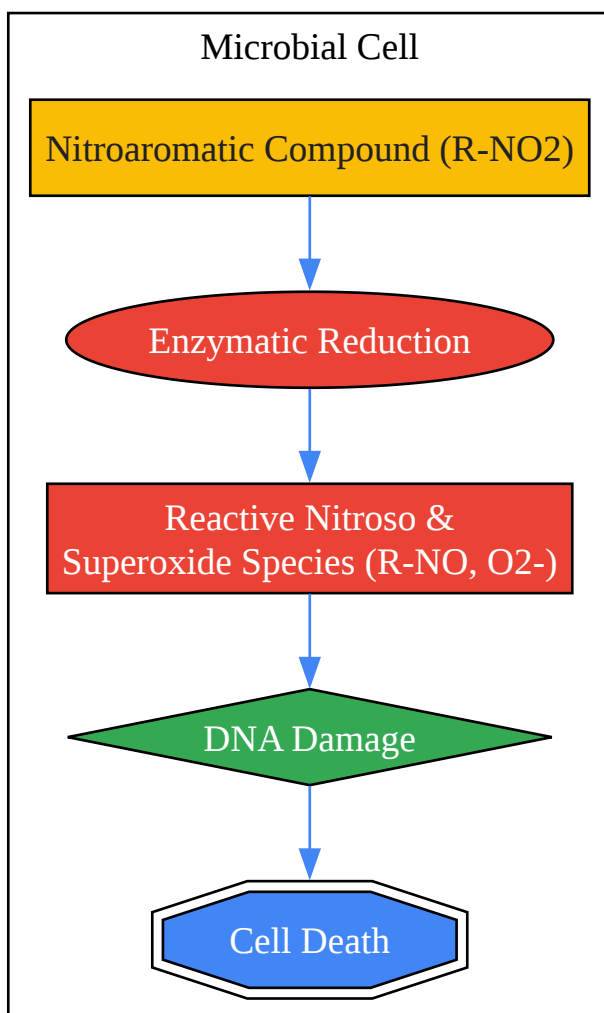 Microbial Cell
Nitroaromatic Compound (R-NO2)
Enzymatic Reduction
Reactive Nitroso &
Superoxide Species (R-NO, O2-)
DNA Damage
Cell Death